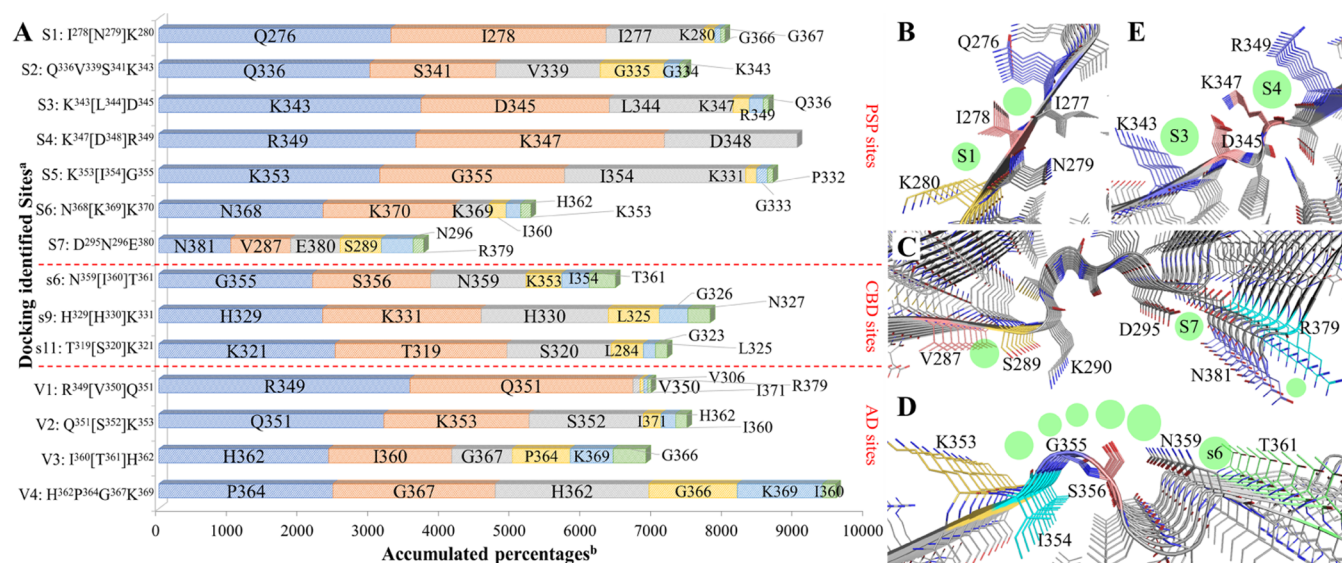 A
Docking identified Sitesᵃ
S1: I²⁷⁸[N²⁷⁹]K²⁸⁰ Q276 I278 I277 K280 G366 G367
S2: Q³³⁶V³³⁹S³⁴¹K³⁴³ Q336 S341 V339 G335 G334 K343
S3: K³⁴³[L³⁴⁴]D³⁴⁵ K343 D345 L344 K347 R349 Q336
S4: K³⁴⁷[D³⁴⁸]R³⁴⁹ R349 K347 D348
S5: K³⁵³[I³⁵⁴]G³⁵⁵ K353 G355 I354 K331 G333 P332
S6: N³⁶⁸[K³⁶⁹]K³⁷⁰ N368 K370 K369 I360 K353 H362
S7: D²⁹⁵N²⁹⁶E³⁸⁰ N381 V287 E380 S289 R379 N296
s6: N³⁵⁹[I³⁶⁰]T³⁶¹ G355 S356 N359 K353 I354 T361
s9: H³²⁹[H³³⁰]K³³¹ H329 K331 H330 L325 G326 N327
s11: T³¹⁹[S³²⁰]K³²¹ K321 T319 S320 L284 G323 L325
V1: R³⁴⁹[V³⁵⁰]Q³⁵¹ R349 Q351 V350 V306 I371 R379
V2: Q³⁵¹[S³⁵²]K³⁵³ Q351 K353 S352 I371 H362 I360
V3: I³⁶⁰[T³⁶¹]H³⁶² H362 I360 G367 P364 K369 G366
V4: H³⁶²P³⁶⁴G³⁶⁷K³⁶⁹ P364 G367 H362 G366 K369 I360
0 1000 2000 3000 4000 5000 6000 7000 8000 9000 10000
Accumulated percentagesᵇ
PSP sites
CBD sites
AD sites
B
Q276
I278
I277
S1
N279
K280
E
R349
K347
S4
K343
S3
D345
C
D295
S7
R379
V287
S289
K290
N381
D
K353
G355
N359
s6
T361
S356
I354